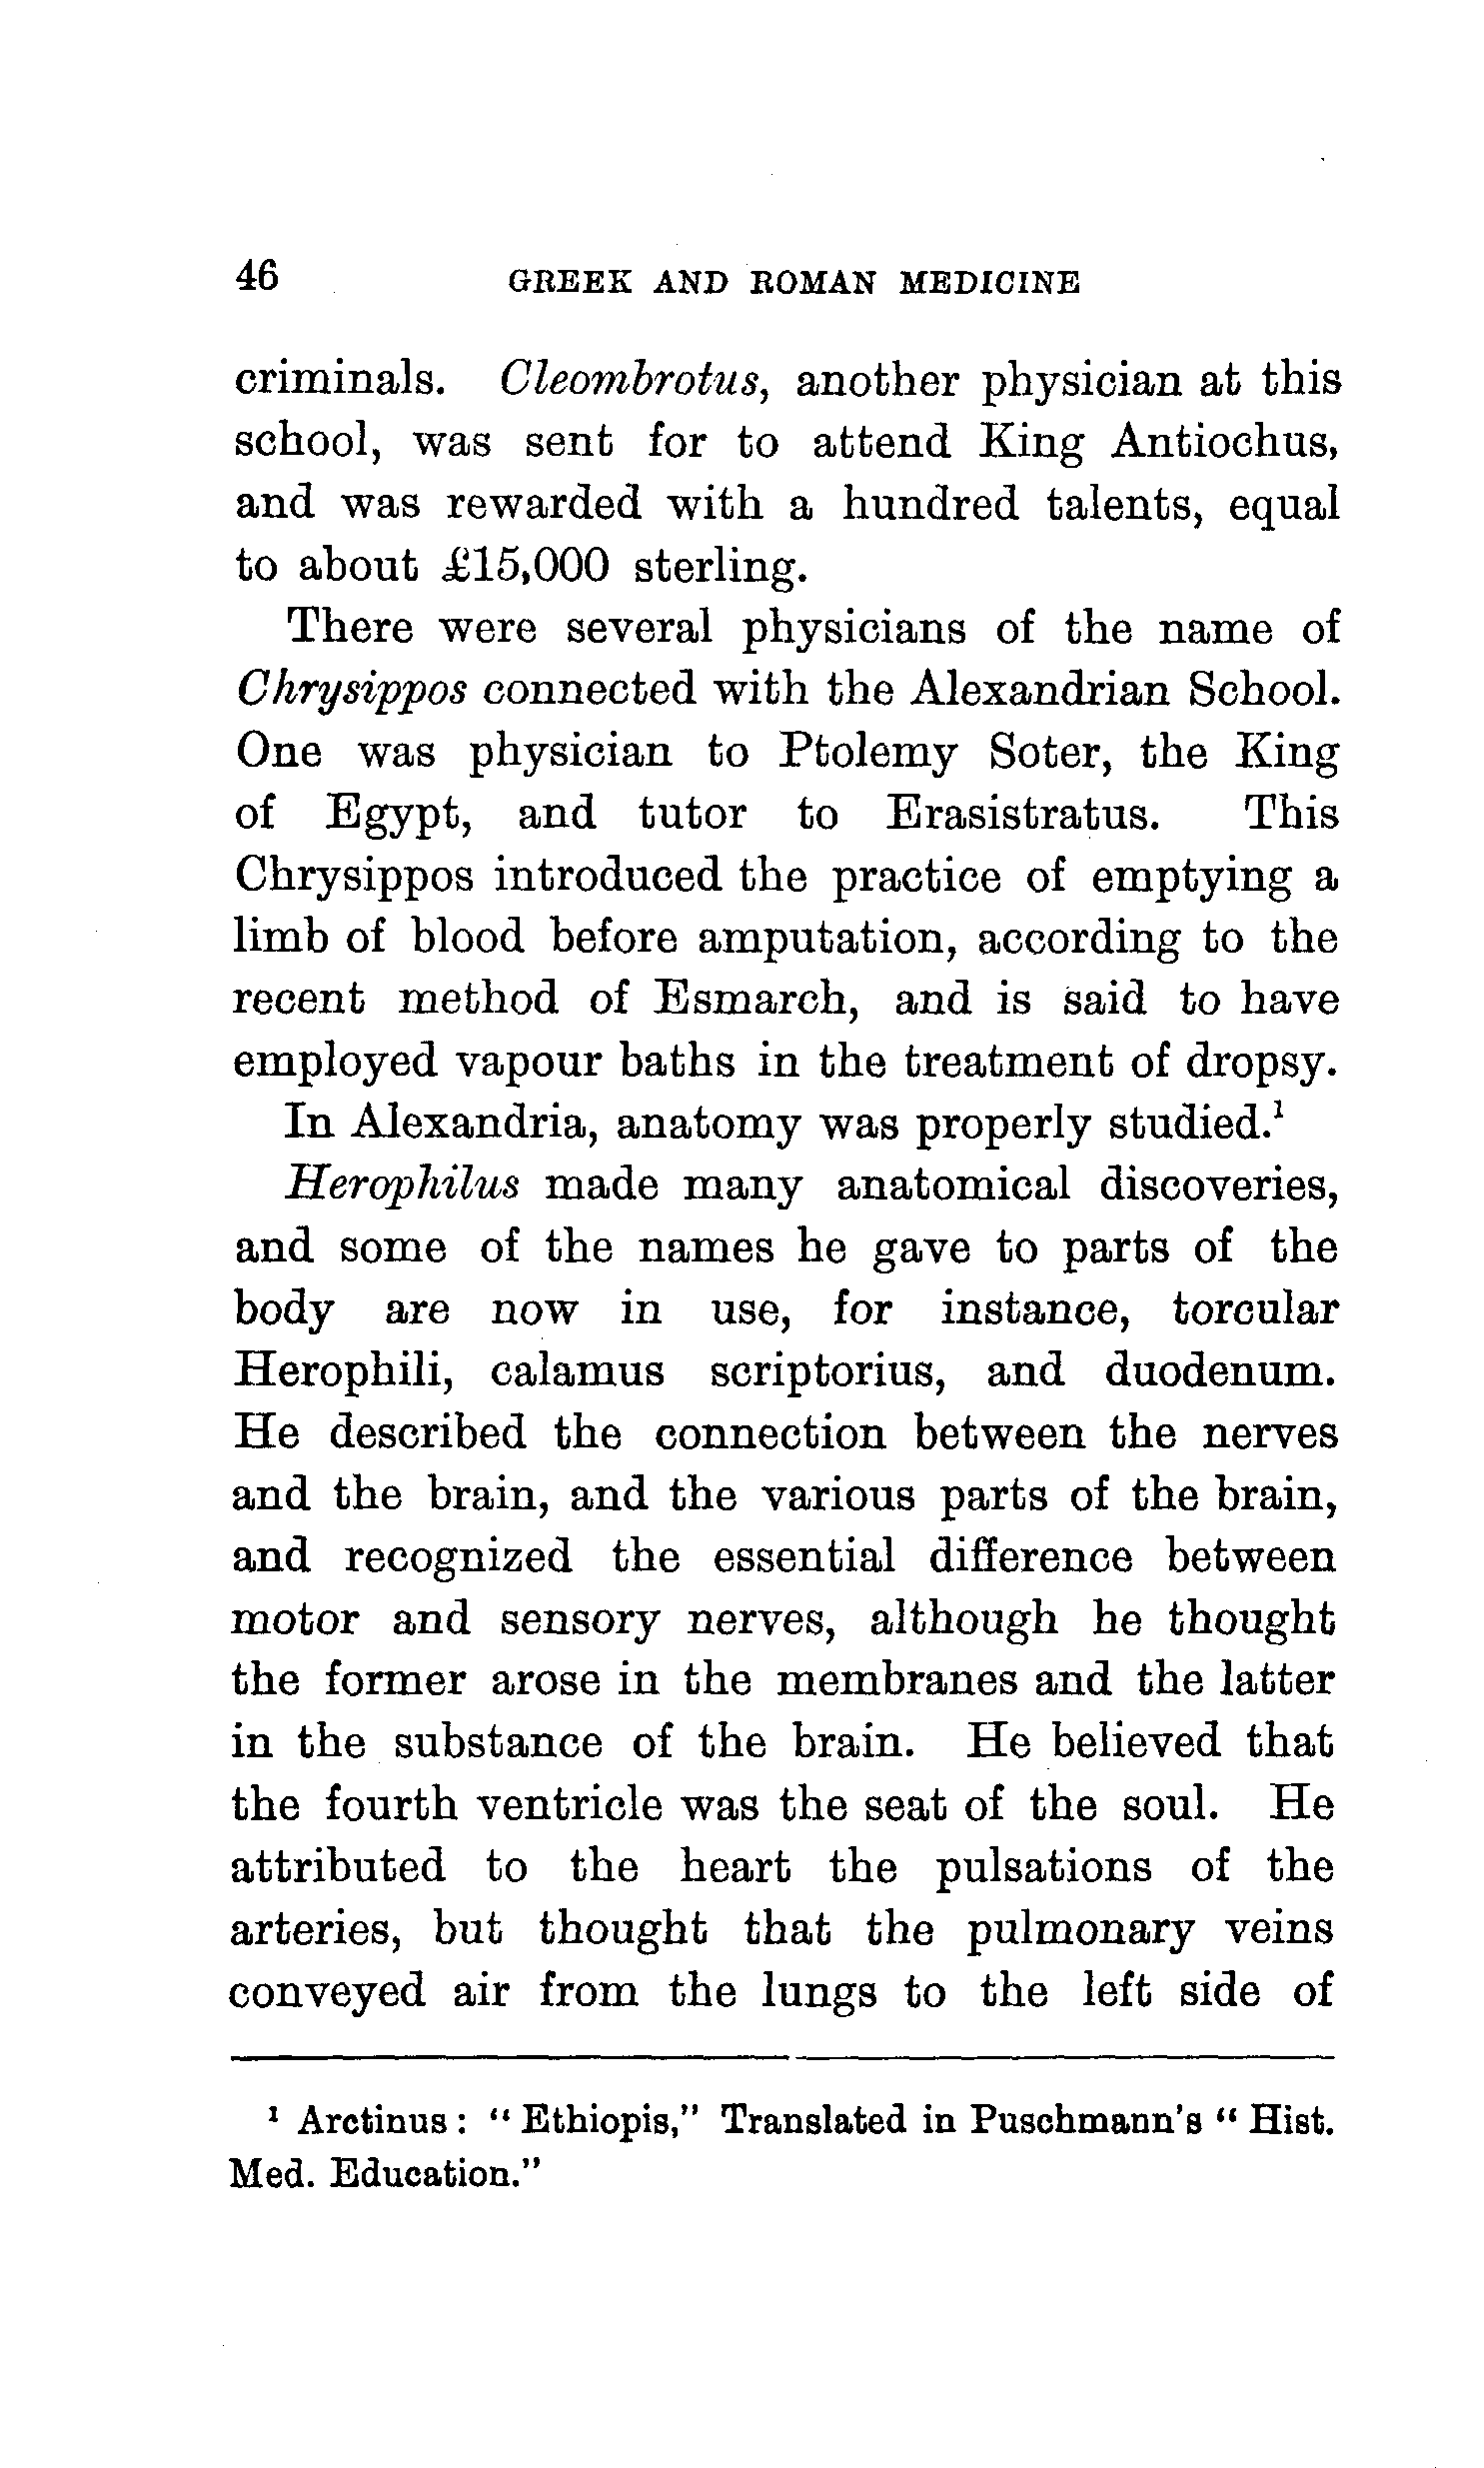 46 GREEK AND ROMAN MEDICINE
criminals. Cleombrotus, another physician at this
school, was sent for to attend King Antiochus,
and was rewarded with a hundred talents, equal
to about £15,000 sterling.
There were several physicians of the name of
Chrysippos connected with the Alexandrian School.
One was physician to Ptolemy Soter, the King
of Egypt, and tutor to Erasistratus. This
Chrysippos introduced the practice of emptying a
limb of blood before amputation, according to the
recent method of Esmarch, and is said to have
employed vapour baths in the treatment of dropsy.
In Alexandria, anatomy was properly studied.¹
Herophilus made many anatomical discoveries,
and some of the names he gave to parts of the
body are now in use, for instance, torcular
Herophili, calamus scriptorius, and duodenum.
He described the connection between the nerves
and the brain, and the various parts of the brain,
and recognized the essential difference between
motor and sensory nerves, although he thought
the former arose in the membranes and the latter
in the substance of the brain. He believed that
the fourth ventricle was the seat of the soul. He
attributed to the heart the pulsations of the
arteries, but thought that the pulmonary veins
conveyed air from the lungs to the left side of
¹ Arctinus: "Ethiopis," Translated in Puschmann's "Hist.
Med. Education."